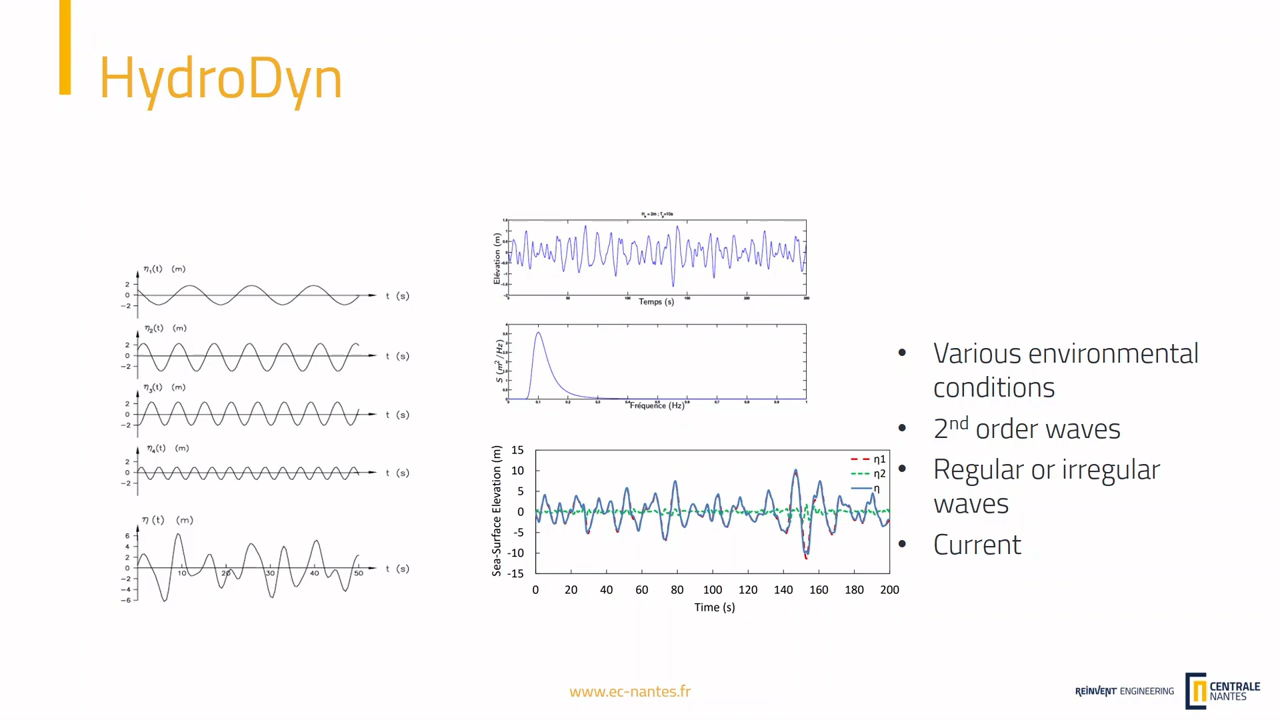 HydroDyn
η₁(t) (m)
2
0
−2
t (s)
η₂(t) (m)
2
0
−2
t (s)
η₃(t) (m)
2
0
−2
t (s)
η₄(t) (m)
2
0
−2
t (s)
η (t) (m)
6
4
2
0
−2
−4
−6
10 20 30 40 50
t (s)
Elévation (m)
Temps (s)
S (m²/Hz)
Fréquence (Hz)
Sea-Surface Elevation (m)
15
10
5
0
-5
-10
-15
η1
η2
η
0 20 40 60 80 100 120 140 160 180 200
Time (s)
• Various environmental
conditions
• 2nd order waves
• Regular or irregular
waves
• Current
www.ec-nantes.fr
REINVENT ENGINEERING
CENTRALE
NANTES